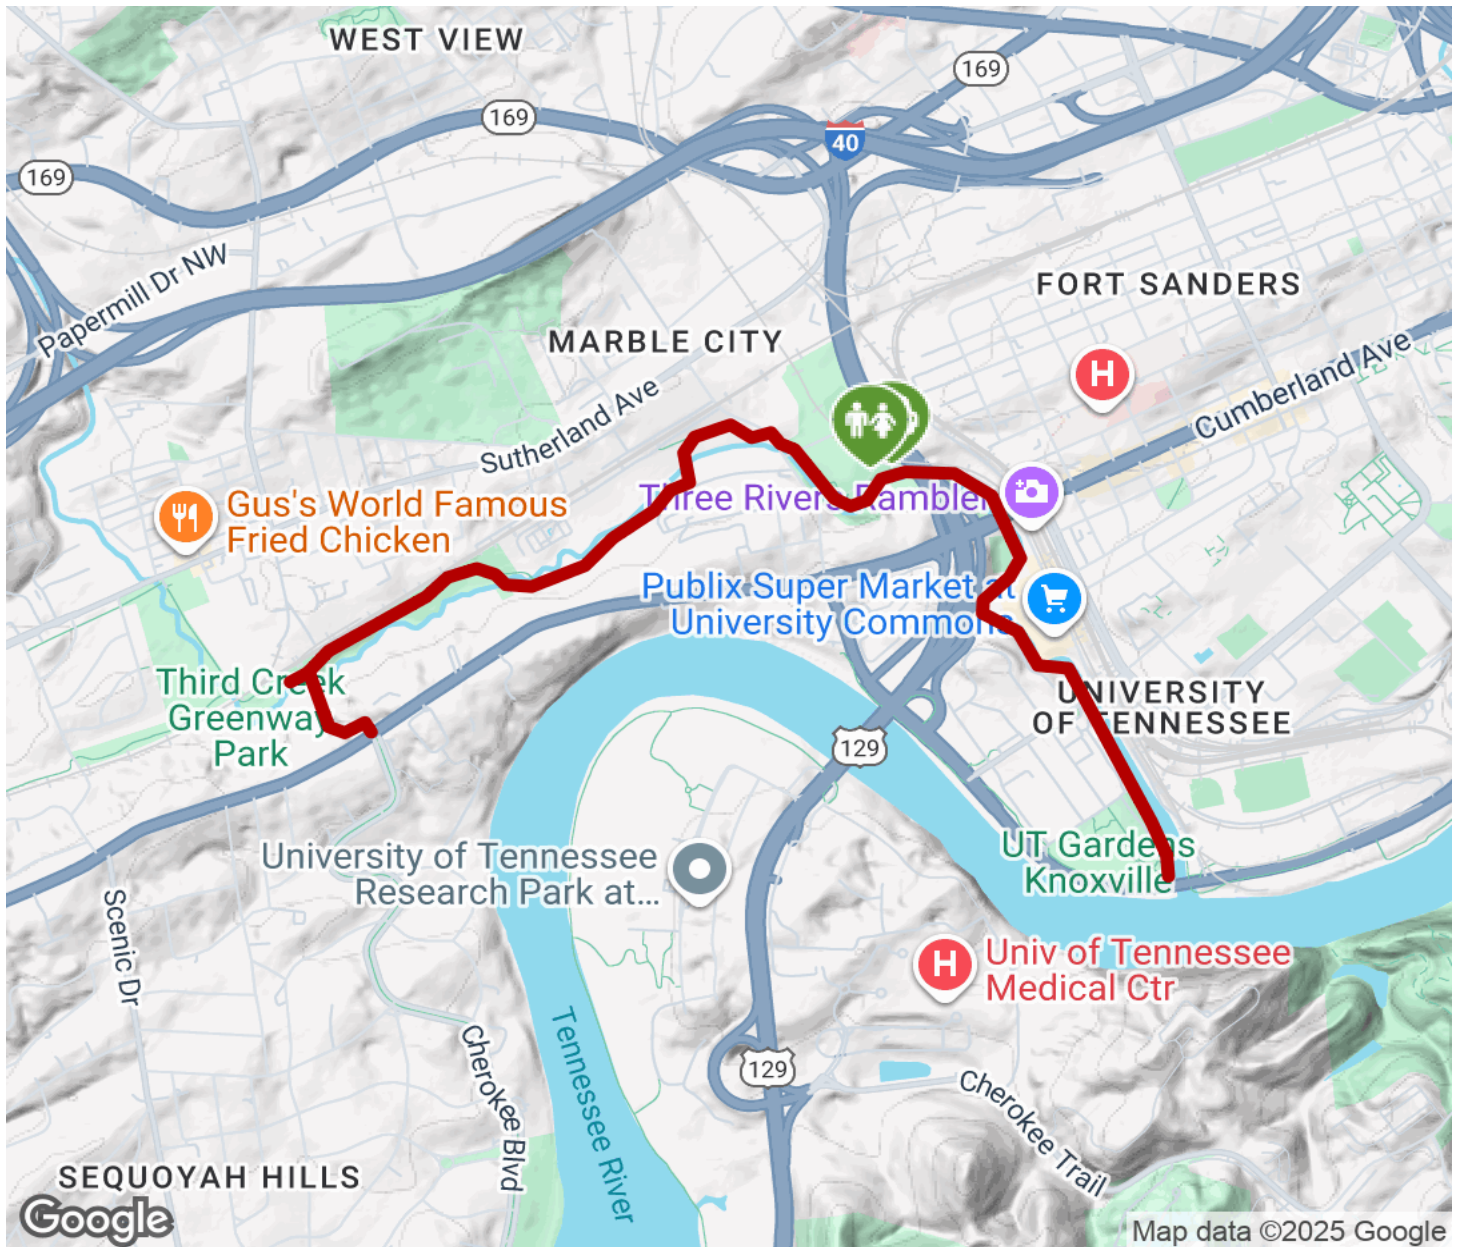 WEST VIEW
169
169
40
169
Papermill Dr NW
FORT SANDERS
MARBLE CITY
H
Cumberland Ave
Sutherland Ave
Gus's World Famous
Fried Chicken
Three Rivers Rambler
Publix Super Market at
University Commons
Third Creek
Greenway
Park
UNIVERSITY
OF TENNESSEE
129
University of Tennessee
Research Park at...
UT Gardens
Knoxville
Scenic Dr
H
Univ of Tennessee
Medical Ctr
Tennessee River
Cherokee Blvd
129
Cherokee Trail
SEQUOYAH HILLS
Google
Map data ©2025 Google